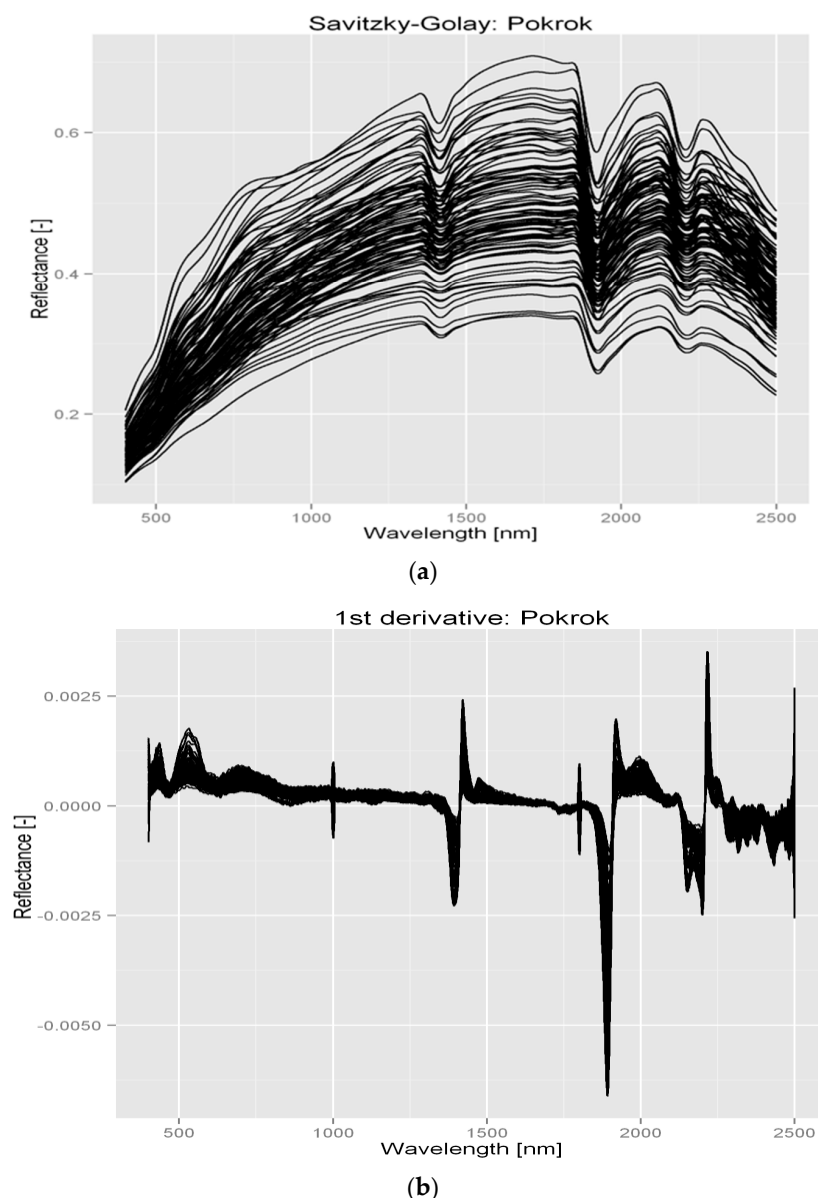 Savitzky-Golay: Pokrok
0.6
0.4
0.2
Reflectance [-]
500 1000 1500 2000 2500
Wavelength [nm]
(a)
1st derivative: Pokrok
0.0025
0.0000
-0.0025
-0.0050
Reflectance [-]
500 1000 1500 2000 2500
Wavelength [nm]
(b)